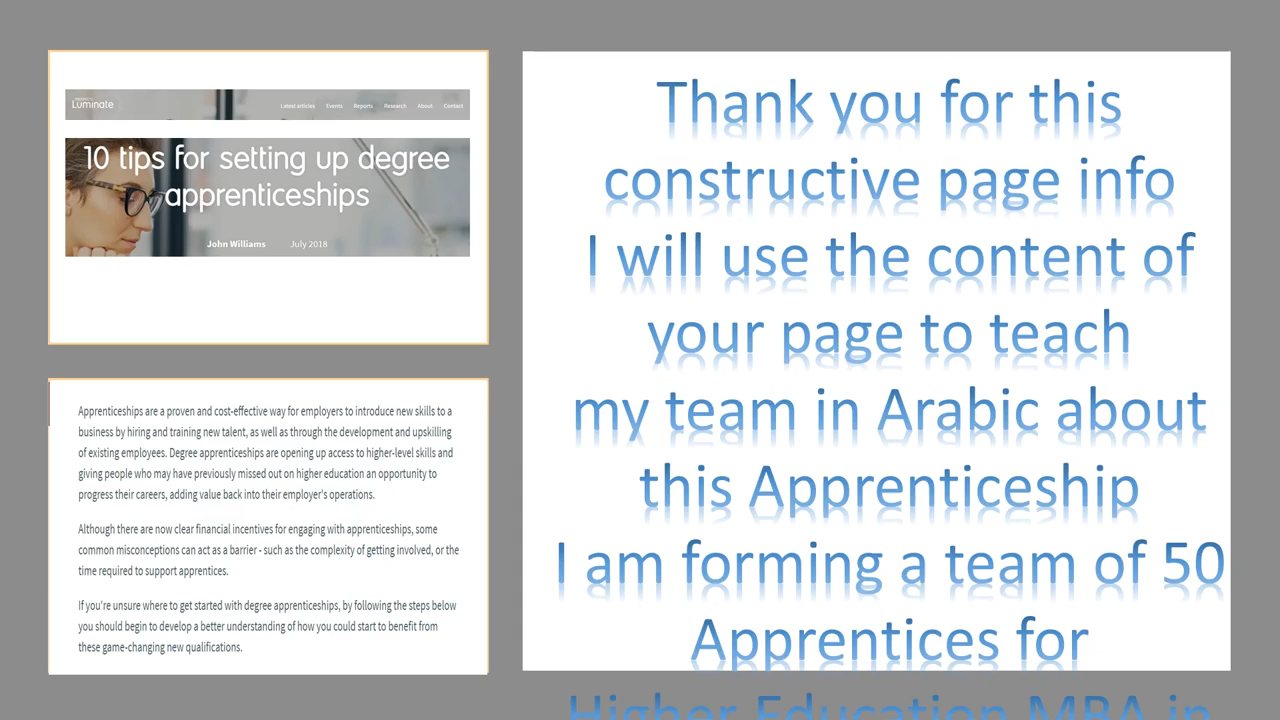 Luminate
Latest articles Events Reports Research About Contact
10 tips for setting up degree
apprenticeships
John Williams July 2018
Apprenticeships are a proven and cost-effective way for employers to introduce new skills to a
business by hiring and training new talent, as well as through the development and upskilling
of existing employees. Degree apprenticeships are opening up access to higher-level skills and
giving people who may have previously missed out on higher education an opportunity to
progress their careers, adding value back into their employer's operations.
Although there are now clear financial incentives for engaging with apprenticeships, some
common misconceptions can act as a barrier - such as the complexity of getting involved, or the
time required to support apprentices.
If you're unsure where to get started with degree apprenticeships, by following the steps below
you should begin to develop a better understanding of how you could start to benefit from
these game-changing new qualifications.
Thank you for this
constructive page info
I will use the content of
your page to teach
my team in Arabic about
this Apprenticeship
I am forming a team of 50
Apprentices for
Higher Education MBA in